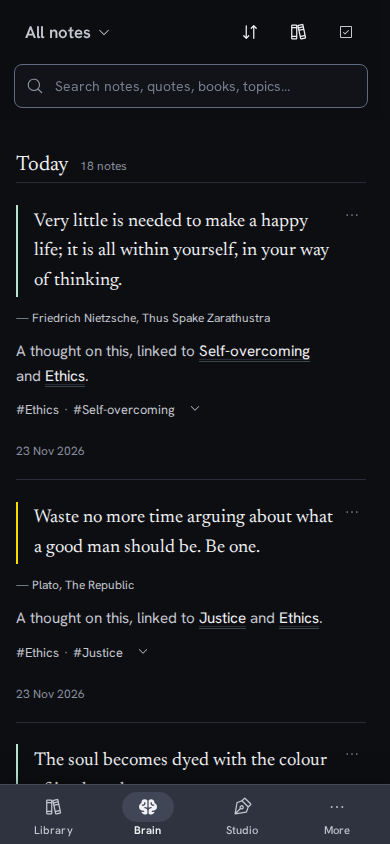 All notes
Search notes, quotes, books, topics...
Today 18 notes
Very little is needed to make a happy
life; it is all within yourself, in your way
of thinking.
— Friedrich Nietzsche, Thus Spake Zarathustra
A thought on this, linked to Self-overcoming
and Ethics.
#Ethics · #Self-overcoming
23 Nov 2026
Waste no more time arguing about what
a good man should be. Be one.
— Plato, The Republic
A thought on this, linked to Justice and Ethics.
#Ethics · #Justice
23 Nov 2026
The soul becomes dyed with the colour
Library Brain Studio More